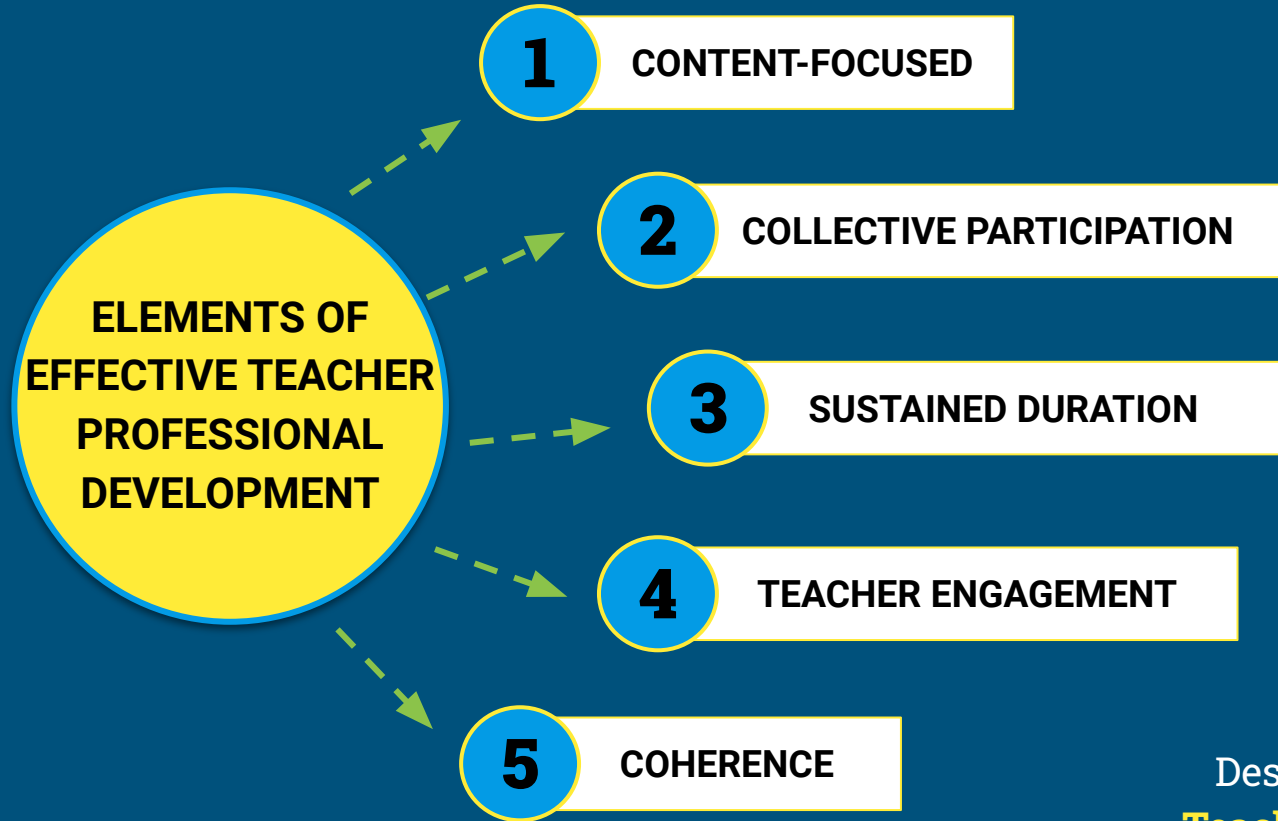 1
CONTENT-FOCUSED
2
COLLECTIVE PARTICIPATION
ELEMENTS OF
EFFECTIVE TEACHER
PROFESSIONAL
DEVELOPMENT
3
SUSTAINED DURATION
4
TEACHER ENGAGEMENT
5
COHERENCE